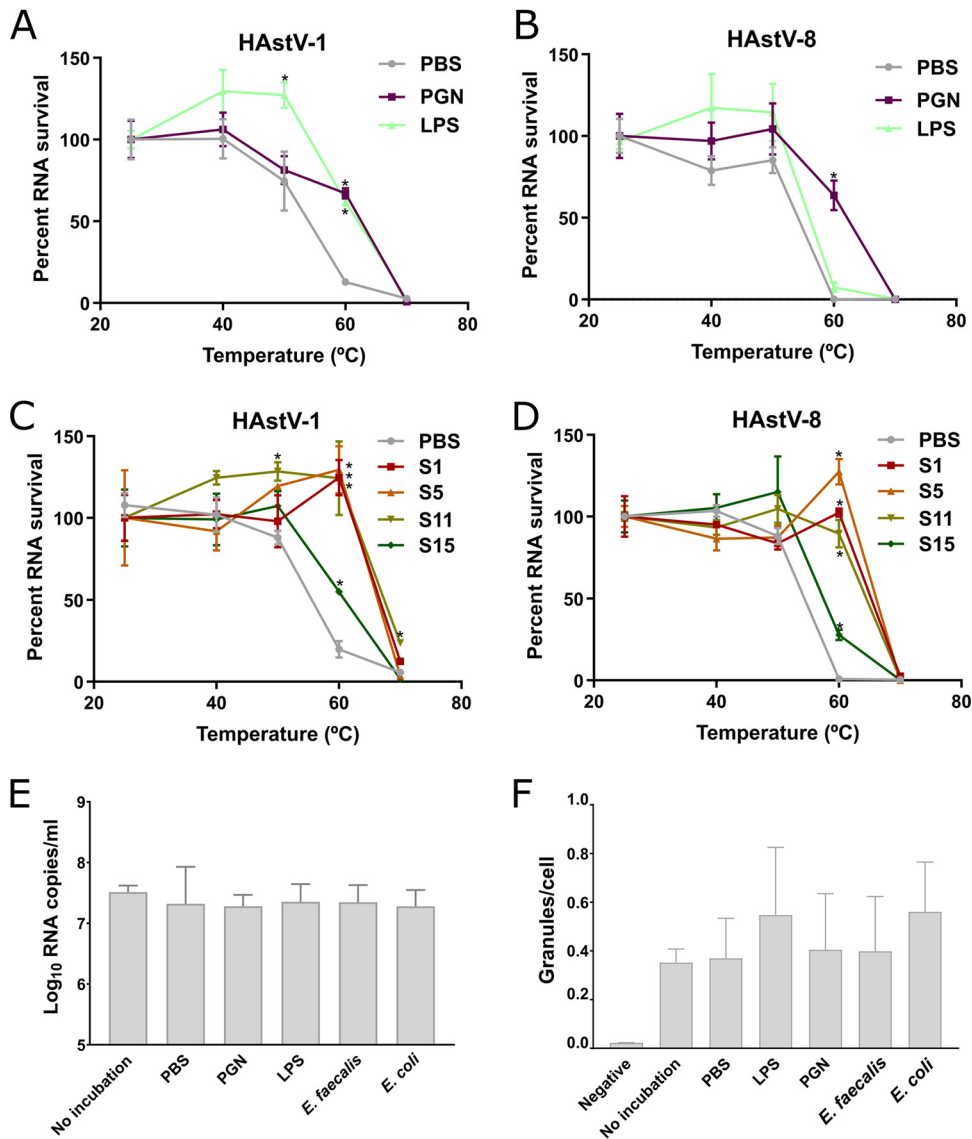 A
HAstV-1
Percent RNA survival
150
100
50
0
20
40
60
80
Temperature (ºC)
PBS
PGN
LPS
*
*
*
B
HAstV-8
Percent RNA survival
150
100
50
0
20
40
60
80
Temperature (ºC)
PBS
PGN
LPS
*
C
HAstV-1
Percent RNA survival
150
100
50
0
20
40
60
80
Temperature (ºC)
PBS
S1
S5
S11
S15
*
*
*
*
*
*
D
HAstV-8
Percent RNA survival
150
100
50
0
20
40
60
80
Temperature (ºC)
PBS
S1
S5
S11
S15
*
*
*
*
E
Log10 RNA copies/ml
9
8
7
6
5
No incubation
PBS
PGN
LPS
E. faecalis
E. coli
F
Granules/cell
1.0
0.8
0.6
0.4
0.2
0.0
Negative
No incubation
PBS
LPS
PGN
E. faecalis
E. coli